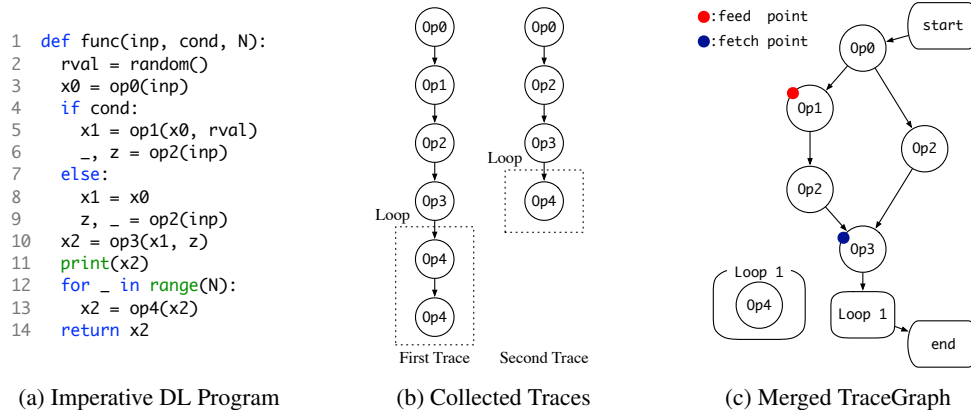 1 def func(inp, cond, N):
2 rval = random()
3 x0 = op0(inp)
4 if cond:
5 x1 = op1(x0, rval)
6 _, z = op2(inp)
7 else:
8 x1 = x0
9 z, _ = op2(inp)
10 x2 = op3(x1, z)
11 print(x2)
12 for _ in range(N):
13 x2 = op4(x2)
14 return x2
(a) Imperative DL Program
Op0
Op1
Op2
Op3
Loop
Op4
Op4
First Trace
Op0
Op2
Op3
Loop
Op4
Second Trace
(b) Collected Traces
:feed point
:fetch point
start
Op0
Op1
Op2
Op2
Op3
Loop 1
Op4
Loop 1
end
(c) Merged TraceGraph